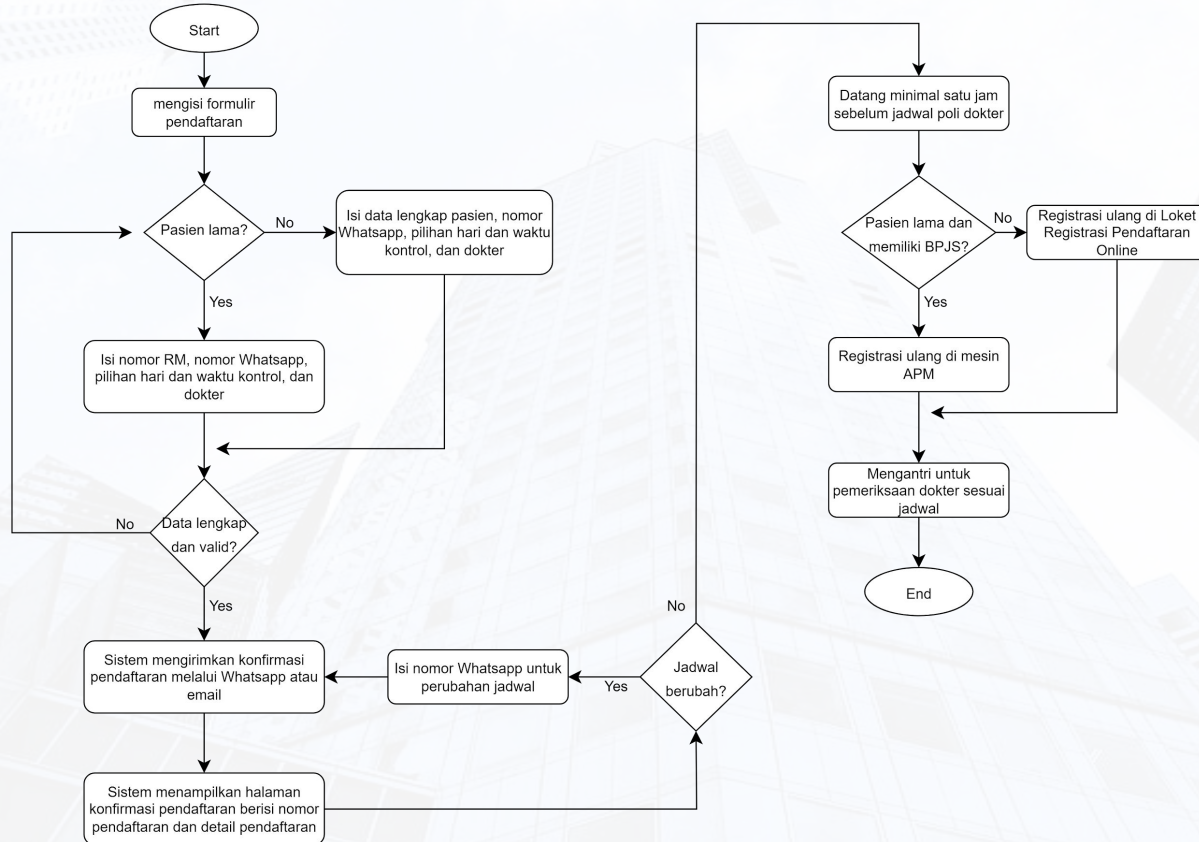 Start
mengisi formulir
pendaftaran
Pasien lama?
No
Isi data lengkap pasien, nomor
Whatsapp, pilihan hari dan waktu
kontrol, dan dokter
Yes
Isi nomor RM, nomor Whatsapp,
pilihan hari dan waktu kontrol, dan
dokter
Data lengkap
dan valid?
No
Yes
Sistem mengirimkan konfirmasi
pendaftaran melalui Whatsapp atau
email
Sistem menampilkan halaman
konfirmasi pendaftaran berisi nomor
pendaftaran dan detail pendaftaran
Jadwal
berubah?
Yes
Isi nomor Whatsapp untuk
perubahan jadwal
No
Datang minimal satu jam
sebelum jadwal poli dokter
Pasien lama dan
memiliki BPJS?
No
Registrasi ulang di Loket
Registrasi Pendaftaran
Online
Yes
Registrasi ulang di mesin
APM
Mengantri untuk
pemeriksaan dokter sesuai
jadwal
End